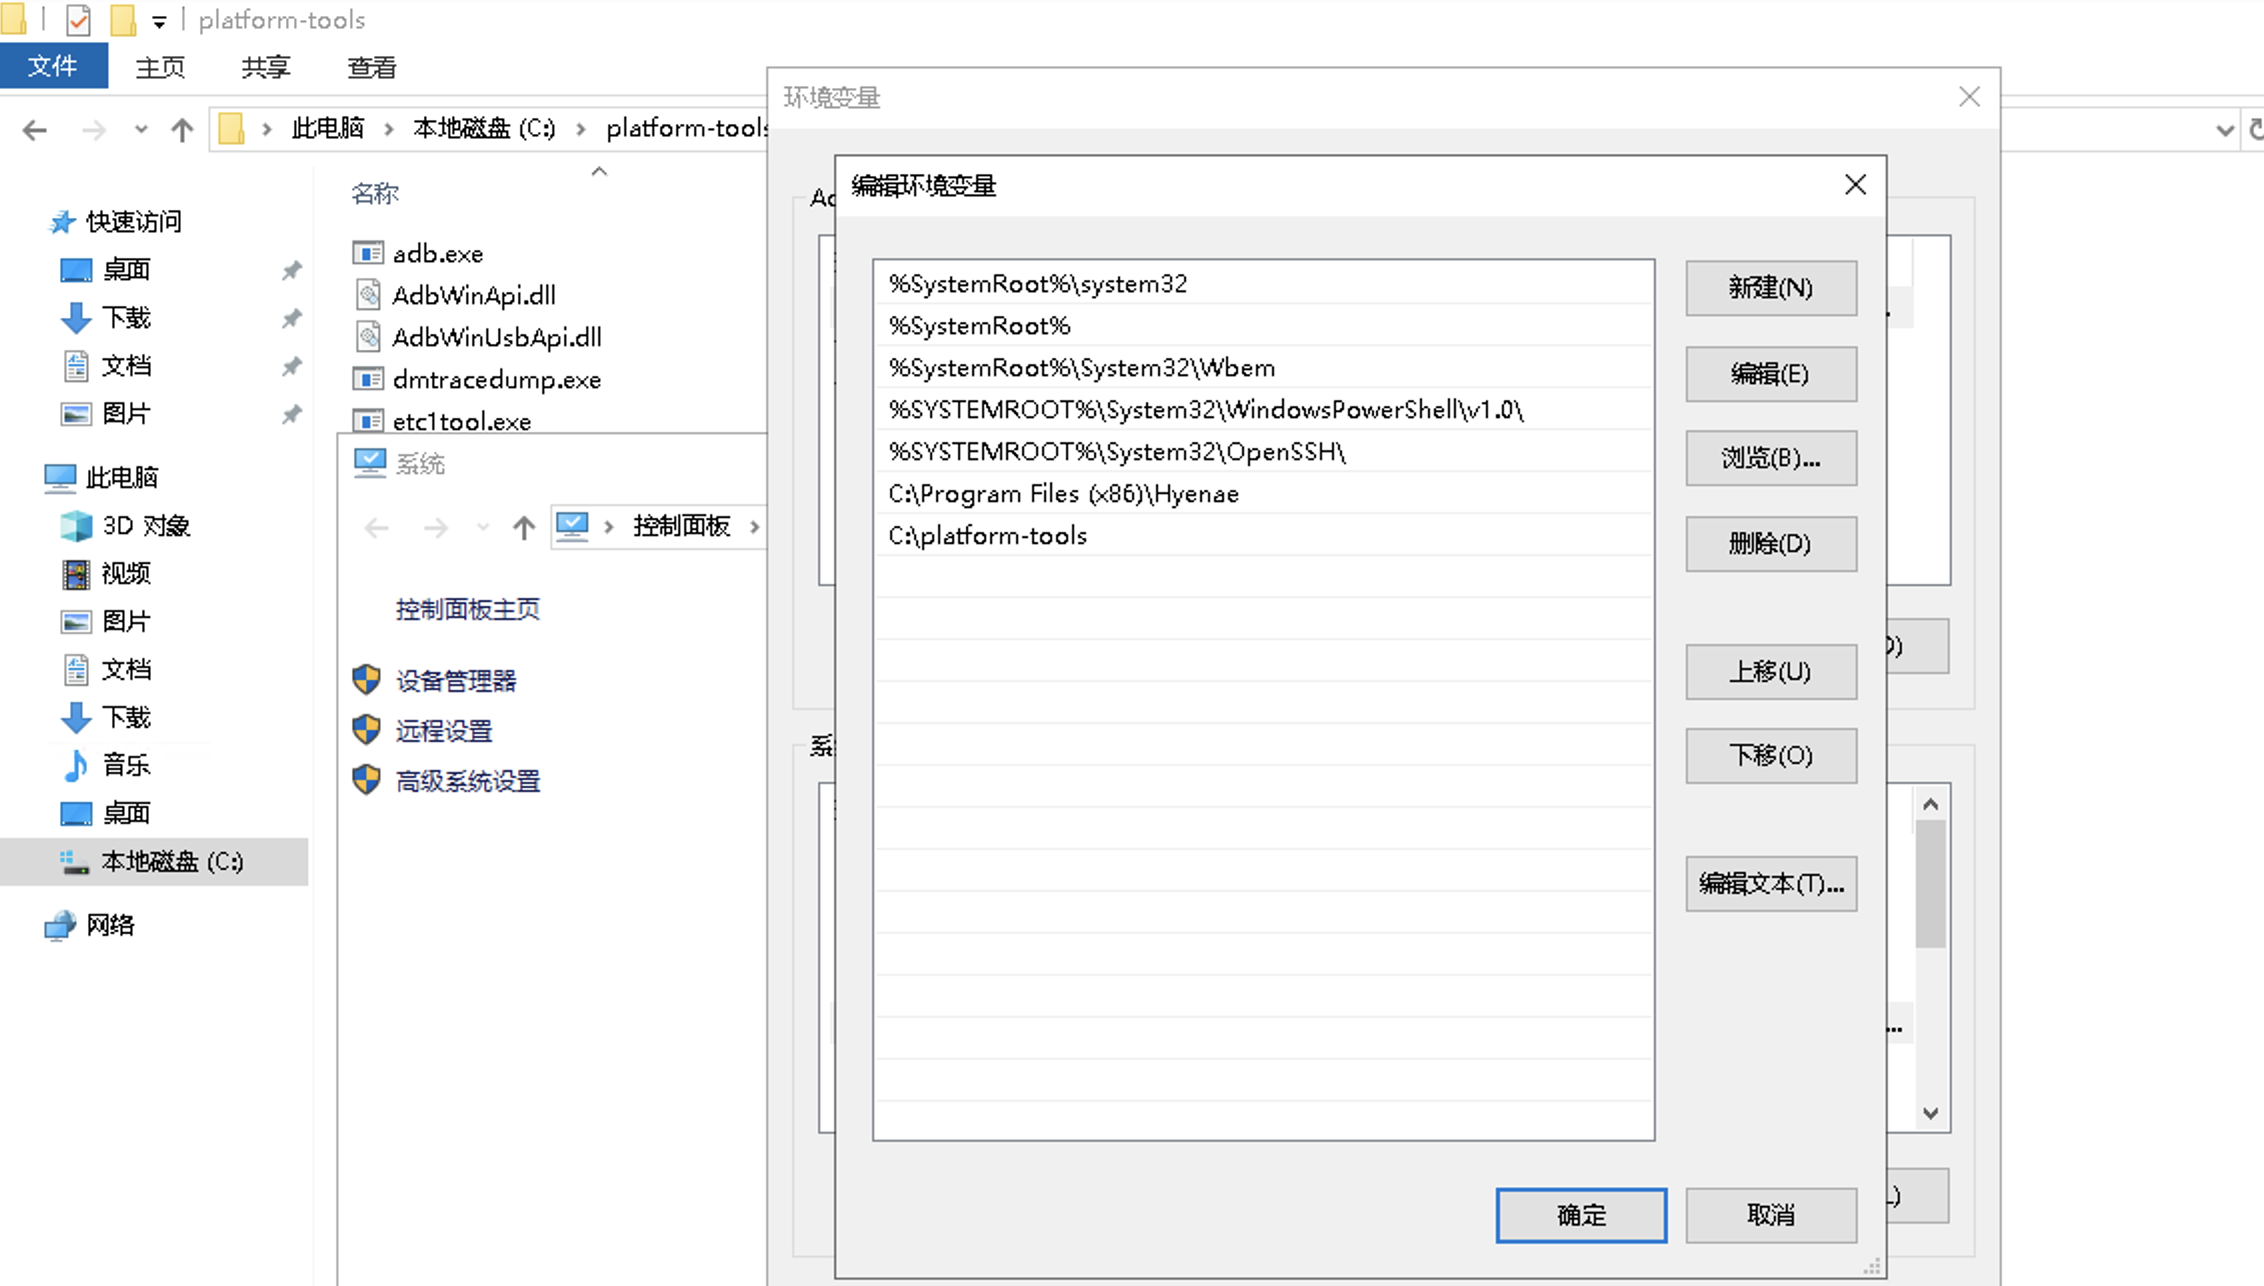 platform-tools
文件 主页 共享 查看
此电脑 本地磁盘 (C:) platform-tools
快速访问
桌面
下载
文档
图片
此电脑
3D 对象
视频
图片
文档
下载
音乐
桌面
本地磁盘 (C:)
网络
名称
adb.exe
AdbWinApi.dll
AdbWinUsbApi.dll
dmtracedump.exe
etc1tool.exe
系统
控制面板
控制面板主页
设备管理器
远程设置
高级系统设置
环境变量
编辑环境变量
%SystemRoot%\system32
%SystemRoot%
%SystemRoot%\System32\Wbem
%SYSTEMROOT%\System32\WindowsPowerShell\v1.0\
%SYSTEMROOT%\System32\OpenSSH\
C:\Program Files (x86)\Hyenae
C:\platform-tools
新建(N)
编辑(E)
浏览(B)...
删除(D)
上移(U)
下移(O)
编辑文本(T)...
确定
取消